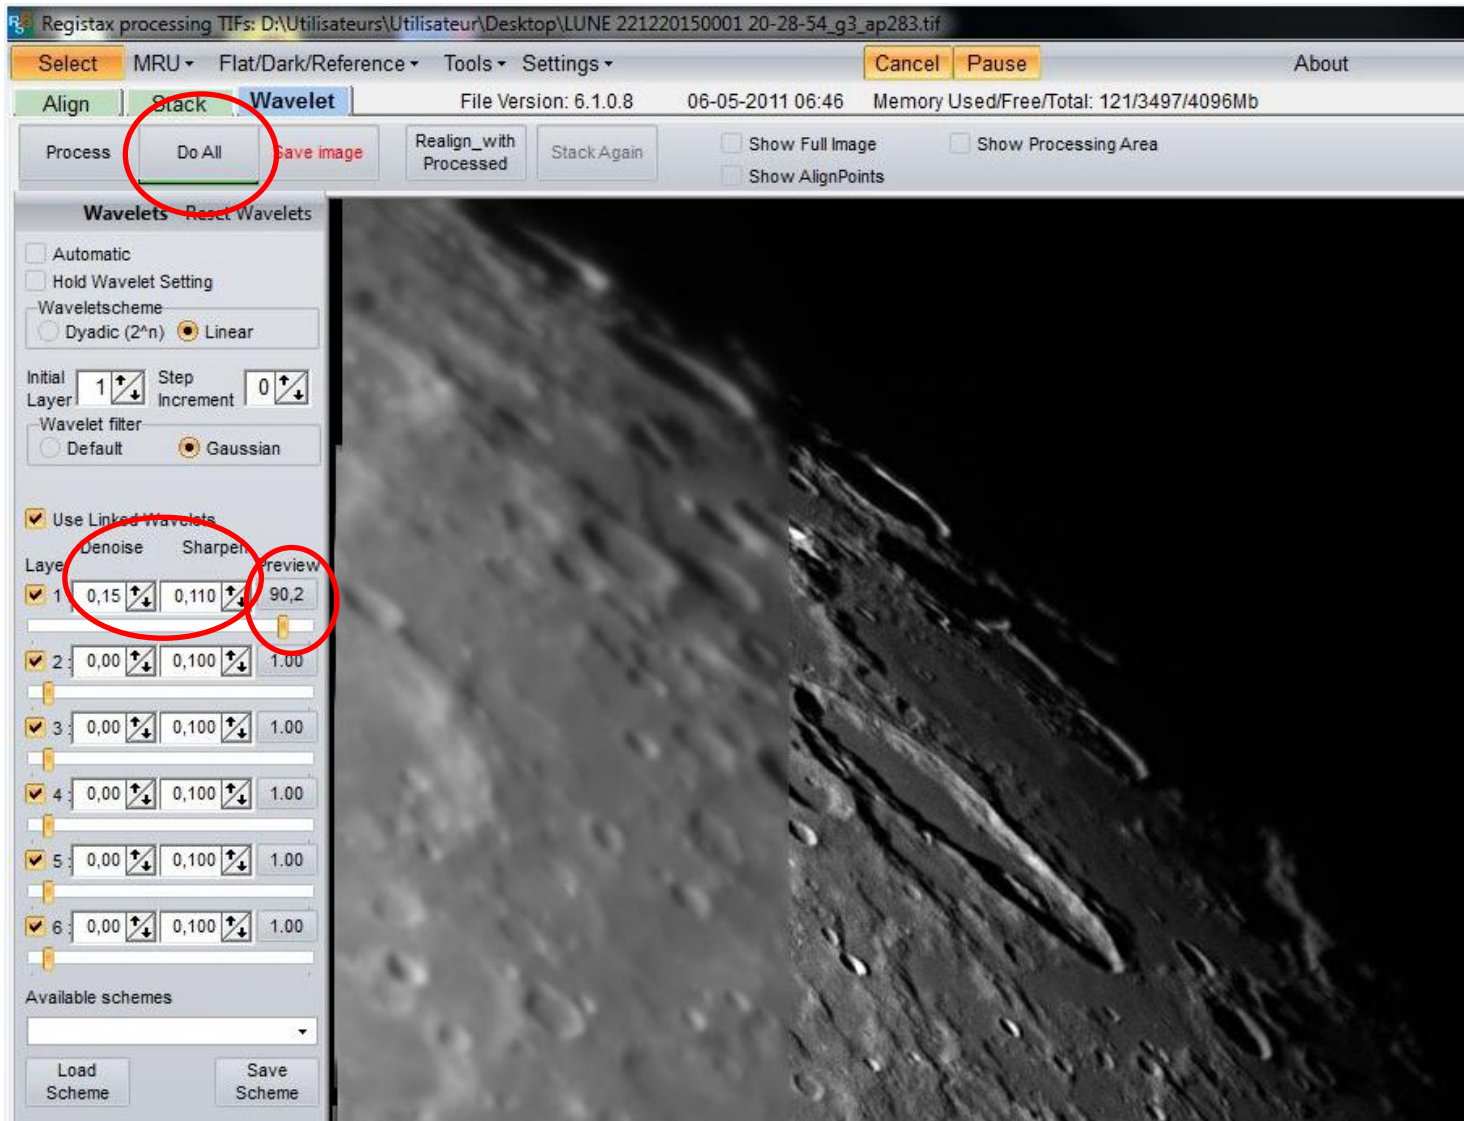 Registax processing TIFs: D:\Utilisateurs\Utilisateur\Desktop\LUNE 221220150001 20-28-54_g3_ap283.tif
Select MRU Flat/Dark/Reference Tools Settings Cancel Pause About
Align Stack Wavelet File Version: 6.1.0.8 06-05-2011 06:46 Memory Used/Free/Total: 121/3497/4096Mb
Process Do All Save image Realign_with Processed Stack Again Show Full Image Show Processing Area
Show AlignPoints
Wavelets Reset Wavelets
Automatic
Hold Wavelet Setting
Waveletscheme
Dyadic (2^n) Linear
Initial Layer 1 Step Increment 0
Wavelet filter
Default Gaussian
Use Linked Wavelets
Denoise Sharpen
Laye Preview
1 0,15 0,110 90,2
2 : 0,00 0,100 1.00
3 : 0,00 0,100 1.00
4 : 0,00 0,100 1.00
5 : 0,00 0,100 1.00
6 : 0,00 0,100 1.00
Available schemes
Load Scheme Save Scheme